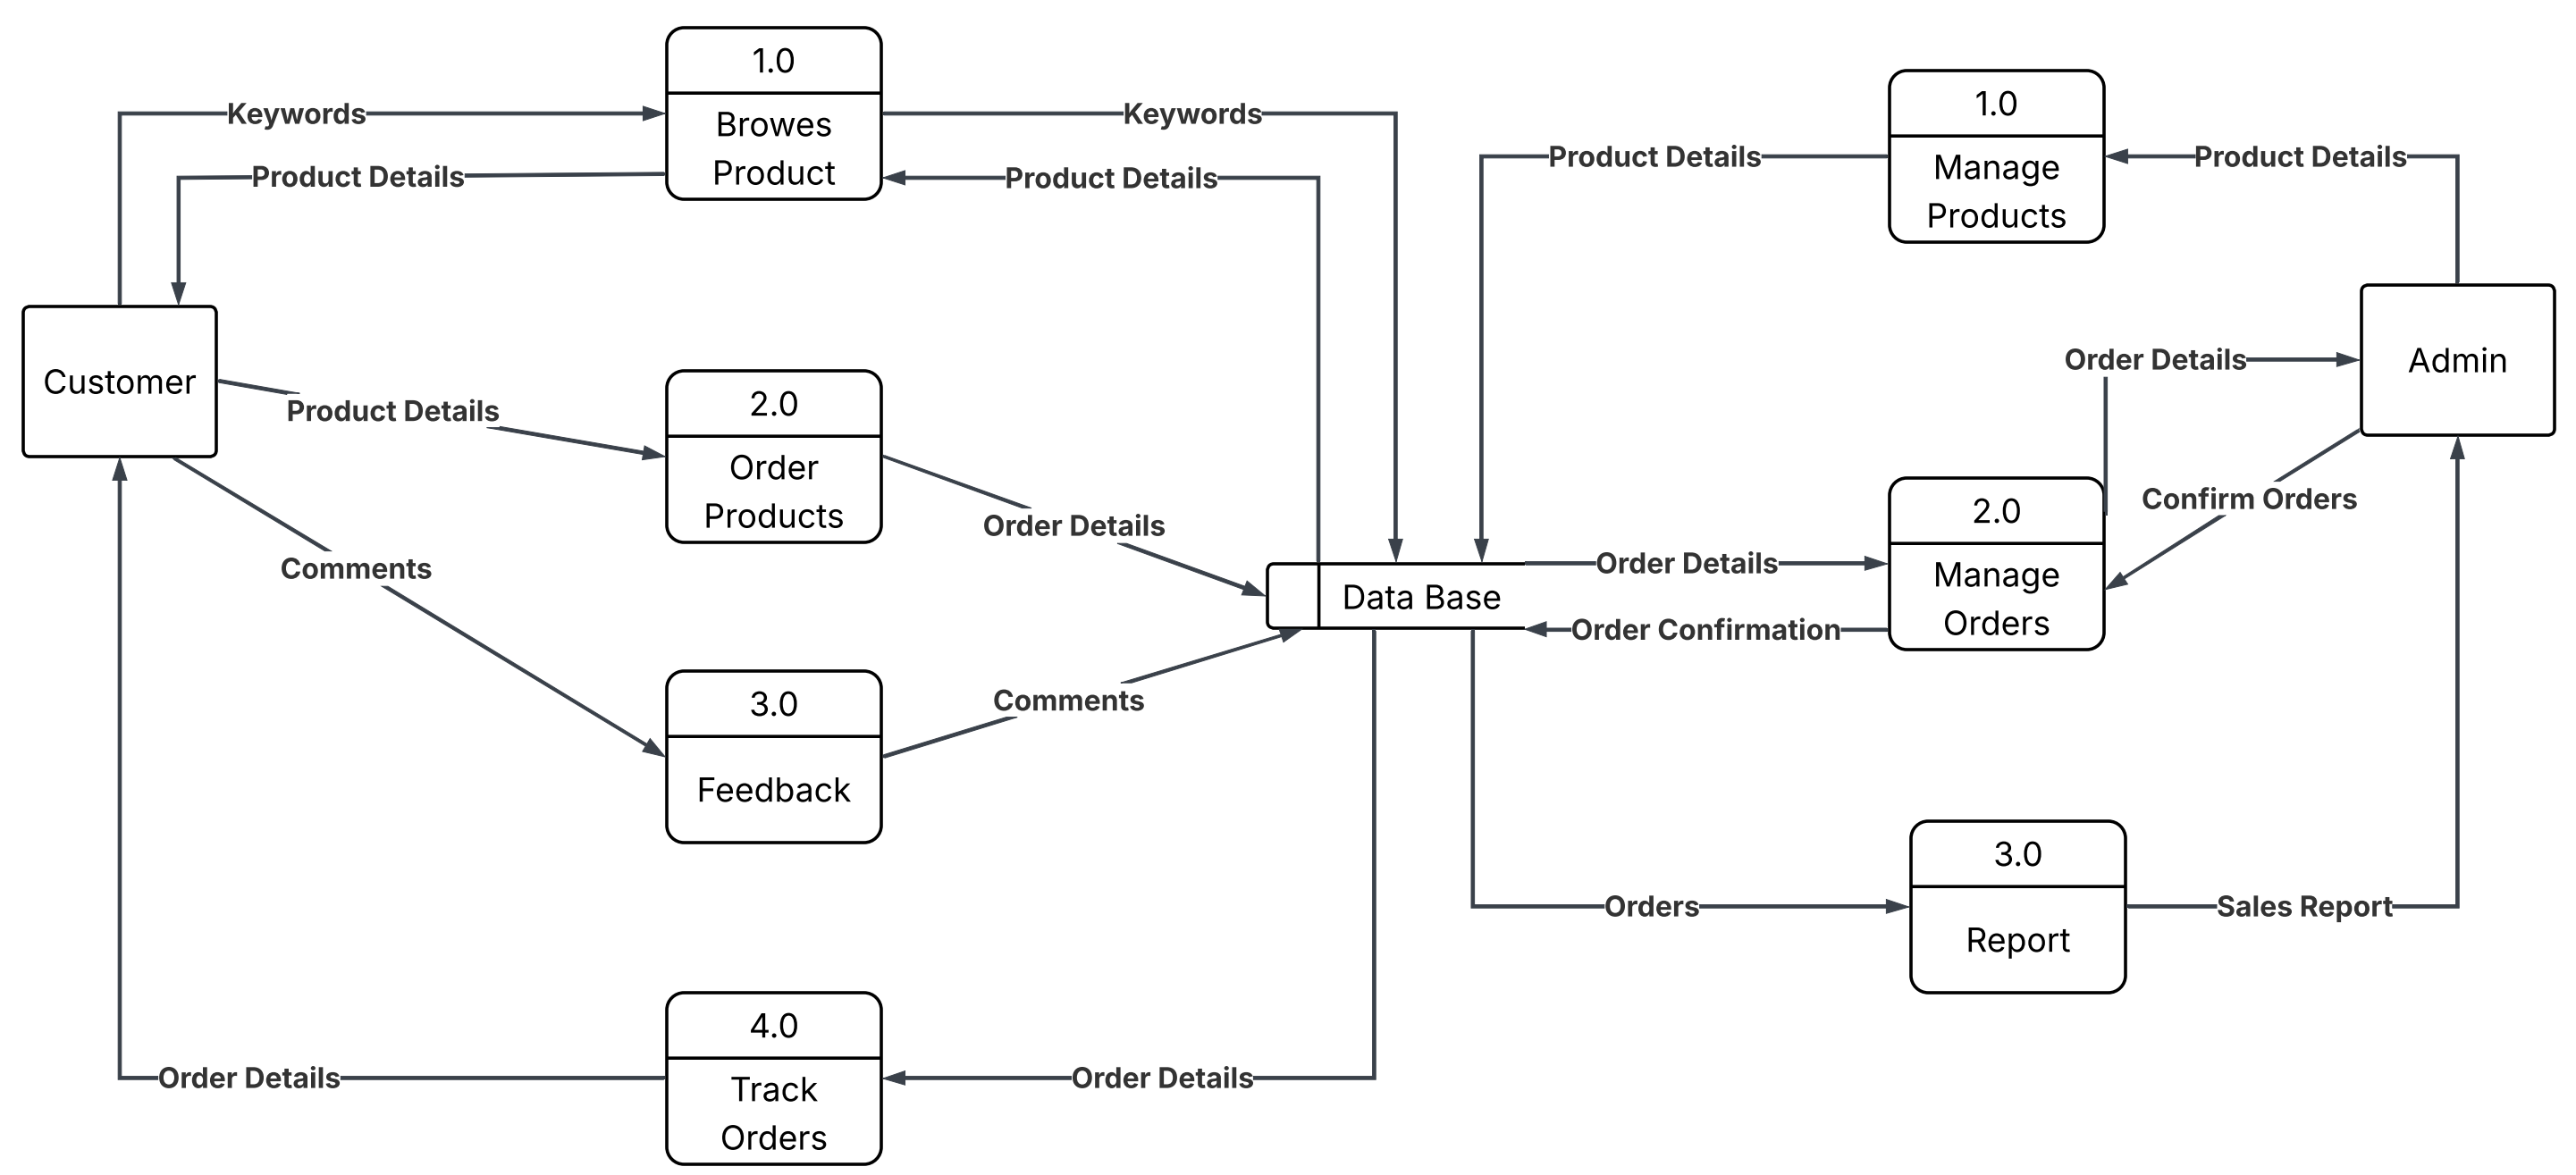 1.0
Browes
Product
Keywords
Keywords
Product Details
Product Details
1.0
Manage
Products
Product Details
Product Details
Customer
Product Details
2.0
Order
Products
Order Details
Comments
Data Base
Order Details
Order Confirmation
2.0
Manage
Orders
Order Details
Admin
Confirm Orders
3.0
Feedback
Comments
Orders
3.0
Report
Sales Report
4.0
Track
Orders
Order Details
Order Details